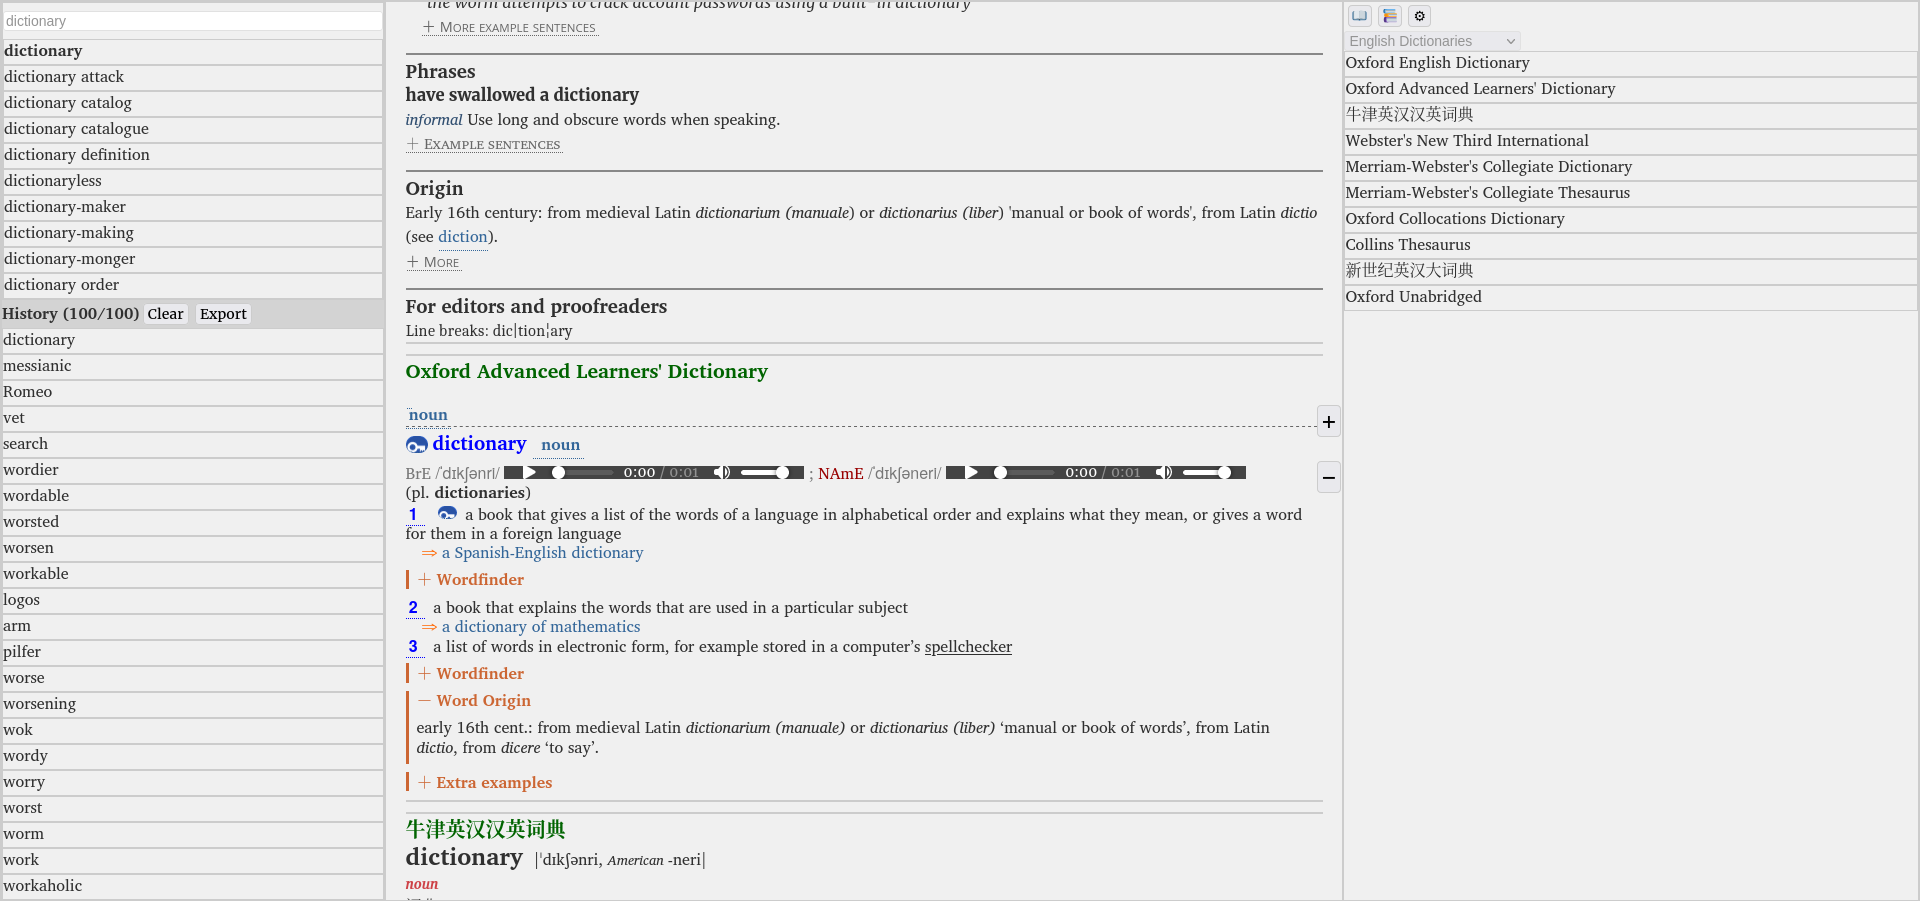 dictionary
dictionary
dictionary attack
dictionary catalog
dictionary catalogue
dictionary definition
dictionaryless
dictionary-maker
dictionary-making
dictionary-monger
dictionary order
History (100/100) Clear Export
dictionary
messianic
Romeo
vet
search
wordier
wordable
worsted
worsen
workable
logos
arm
pilfer
worse
worsening
wok
wordy
worry
worst
worm
work
workaholic
the worm attempts to crack account passwords using a built-in dictionary
+ More example sentences
Phrases
have swallowed a dictionary
informal Use long and obscure words when speaking.
+ Example sentences
Origin
Early 16th century: from medieval Latin dictionarium (manuale) or dictionarius (liber) 'manual or book of words', from Latin dictio
(see diction).
+ More
For editors and proofreaders
Line breaks: dic|tion¦ary
Oxford Advanced Learners' Dictionary
noun
+
dictionary noun
BrE /ˈdɪkʃənri/ 0:00 / 0:01 ; NAmE /ˈdɪkʃəneri/ 0:00 / 0:01
−
(pl. dictionaries)
1 a book that gives a list of the words of a language in alphabetical order and explains what they mean, or gives a word
for them in a foreign language
⇒ a Spanish-English dictionary
+ Wordfinder
2 a book that explains the words that are used in a particular subject
⇒ a dictionary of mathematics
3 a list of words in electronic form, for example stored in a computer’s spellchecker
+ Wordfinder
− Word Origin
early 16th cent.: from medieval Latin dictionarium (manuale) or dictionarius (liber) ‘manual or book of words’, from Latin
dictio, from dicere ‘to say’.
+ Extra examples
牛津英汉汉英词典
dictionary |ˈdɪkʃənri, American -neri|
noun
English Dictionaries
Oxford English Dictionary
Oxford Advanced Learners' Dictionary
牛津英汉汉英词典
Webster's New Third International
Merriam-Webster's Collegiate Dictionary
Merriam-Webster's Collegiate Thesaurus
Oxford Collocations Dictionary
Collins Thesaurus
新世纪英汉大词典
Oxford Unabridged